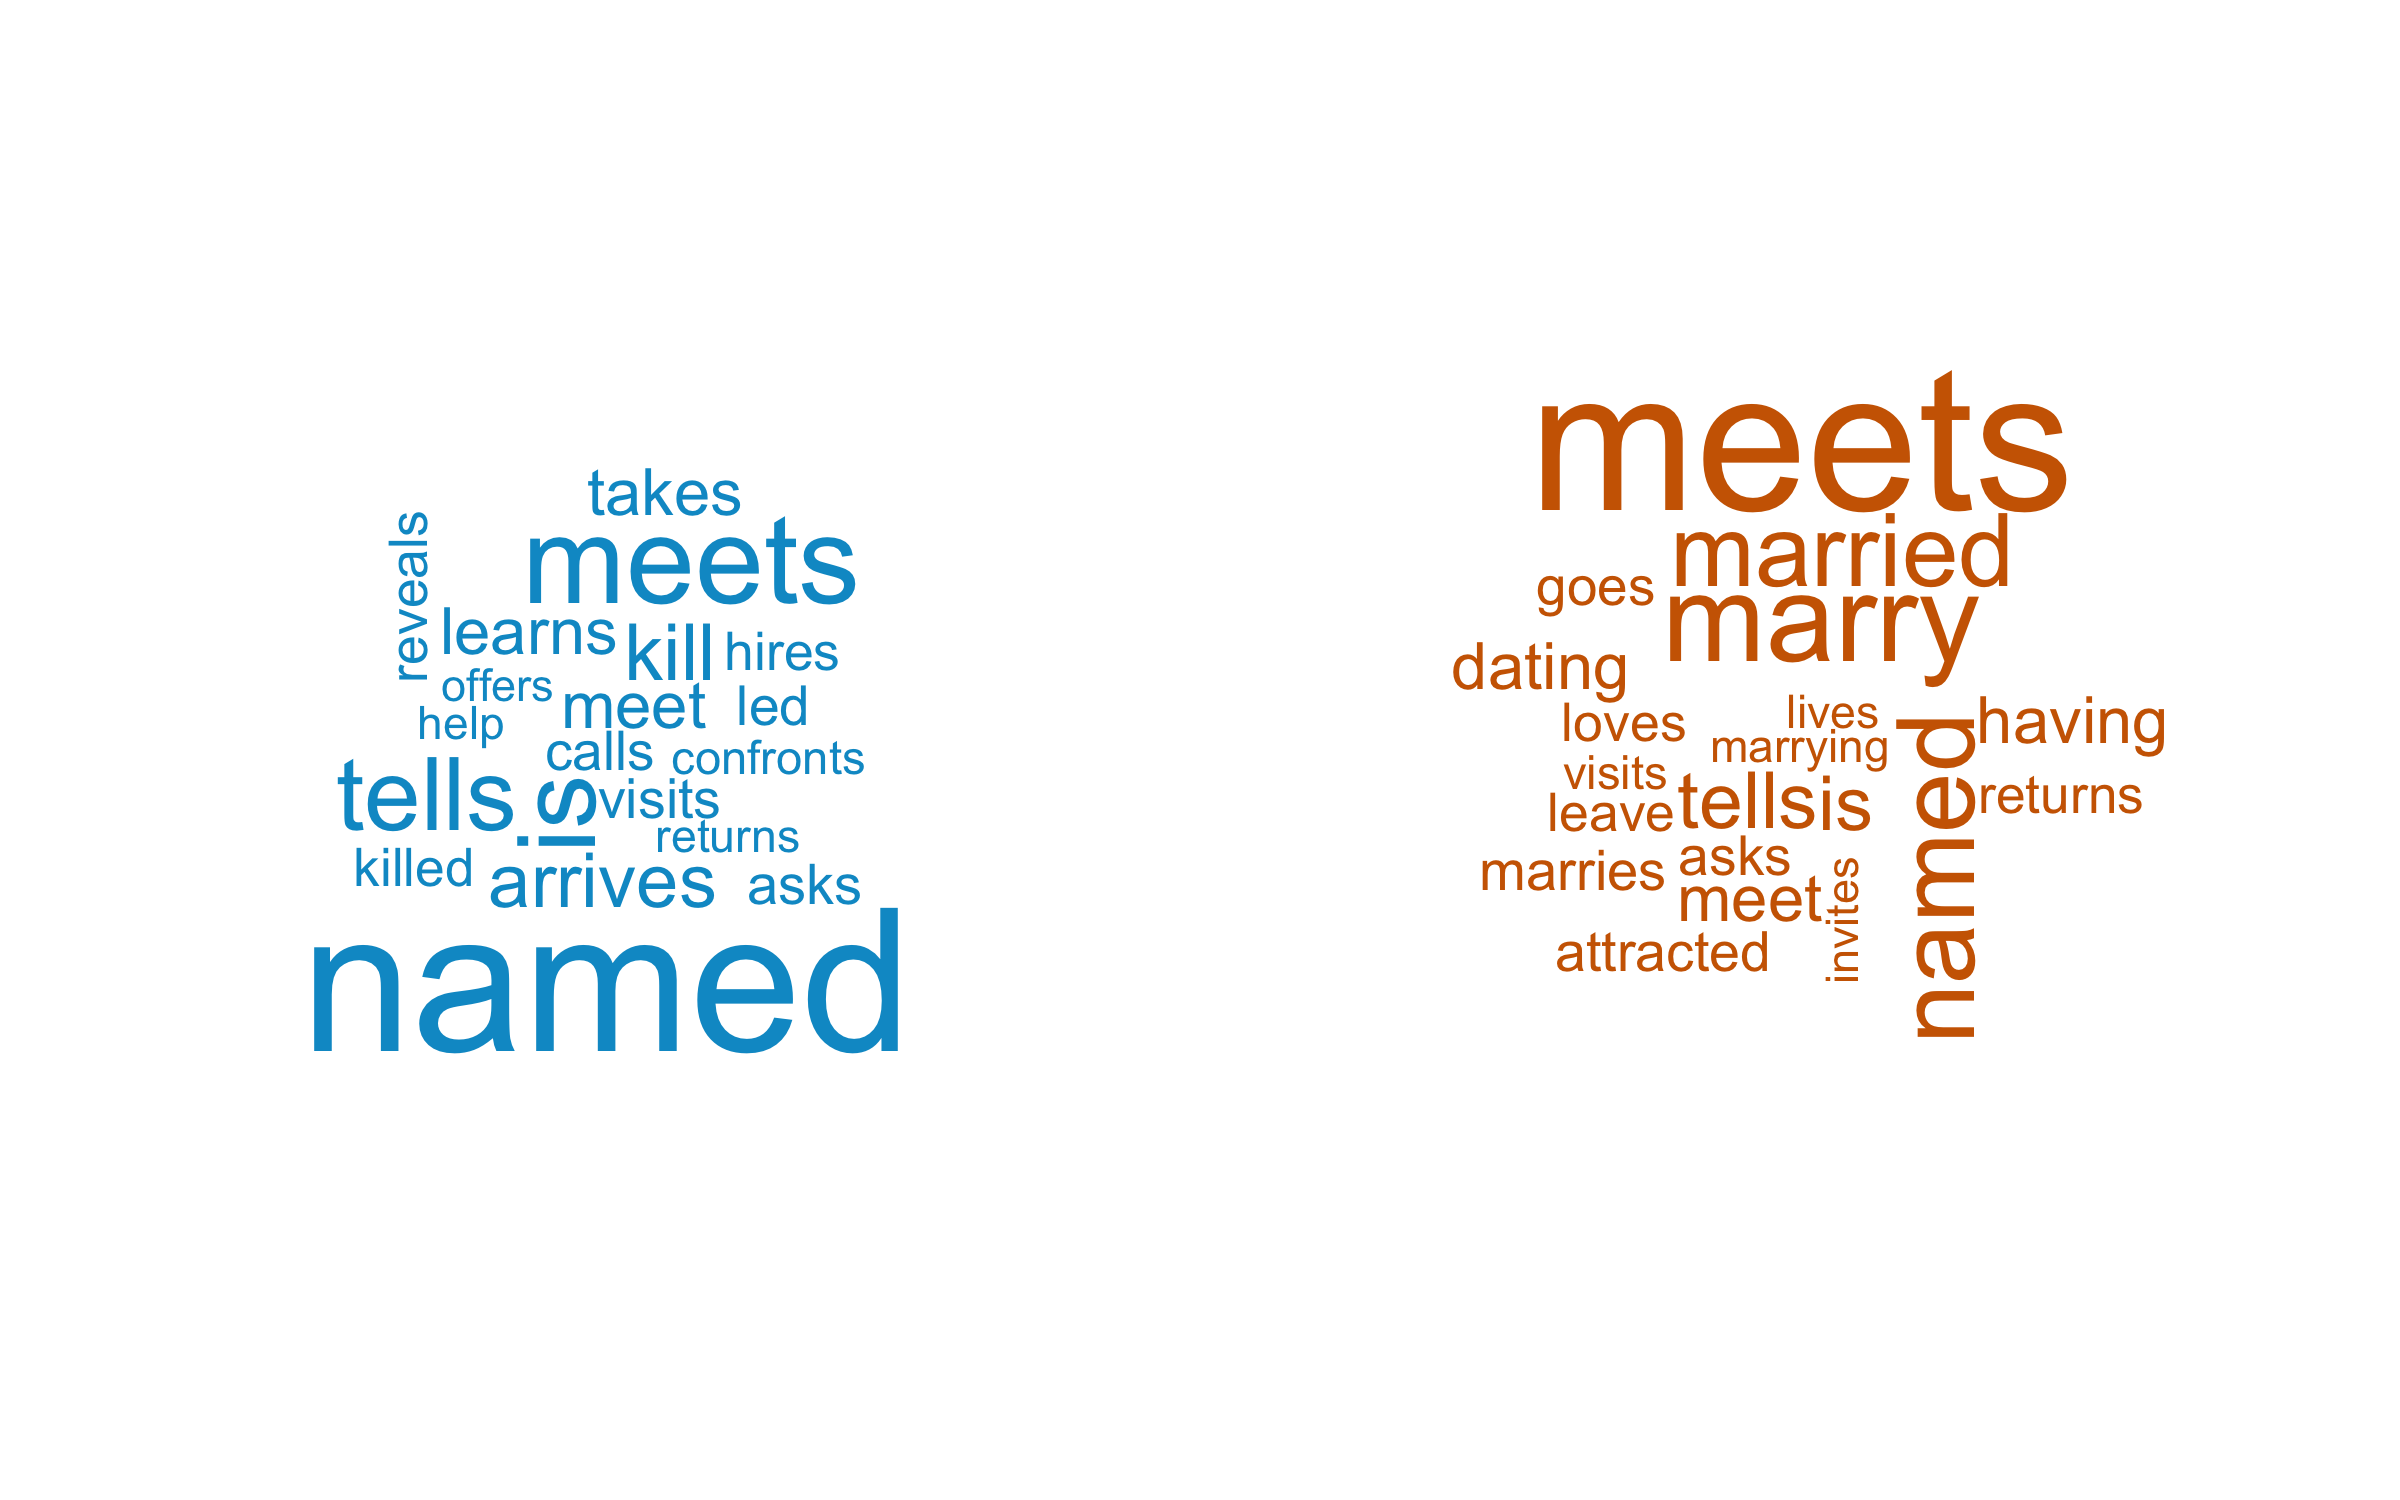 takes
meets
reveals
learns
kill
hires
offers
meet
led
help
calls
confronts
tells
is
visits
returns
killed
arrives
asks
named
meets
married
goes
marry
dating
lives
loves
having
marrying
named
visits
tells
is
returns
leave
asks
marries
meet
invites
attracted